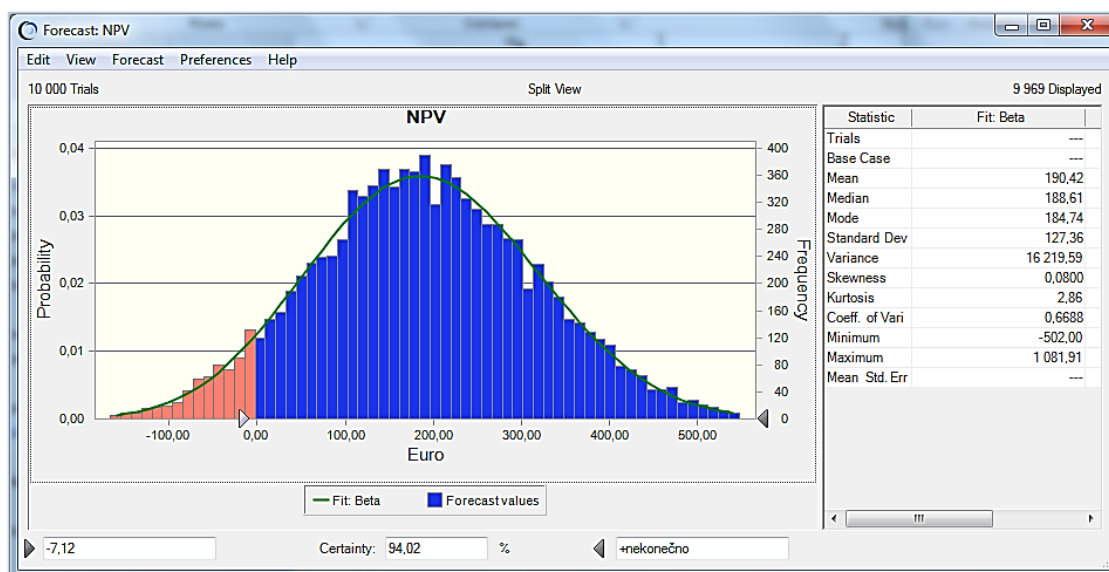 Forecast: NPV
Edit View Forecast Preferences Help
10 000 Trials Split View 9 969 Displayed
NPV
0,04
0,03
0,02
0,01
0,00
Probability
400
360
320
280
240
200
160
120
80
40
0
Frequency
-100,00 0,00 100,00 200,00 300,00 400,00 500,00
Euro
Fit: Beta Forecast values
Statistic Fit: Beta
Trials ---
Base Case ---
Mean 190,42
Median 188,61
Mode 184,74
Standard Dev 127,36
Variance 16 219,59
Skewness 0,0800
Kurtosis 2,86
Coeff. of Vari 0,6688
Minimum -502,00
Maximum 1 081,91
Mean Std. Err ---
-7,12 Certainty: 94,02 % +nekonečno